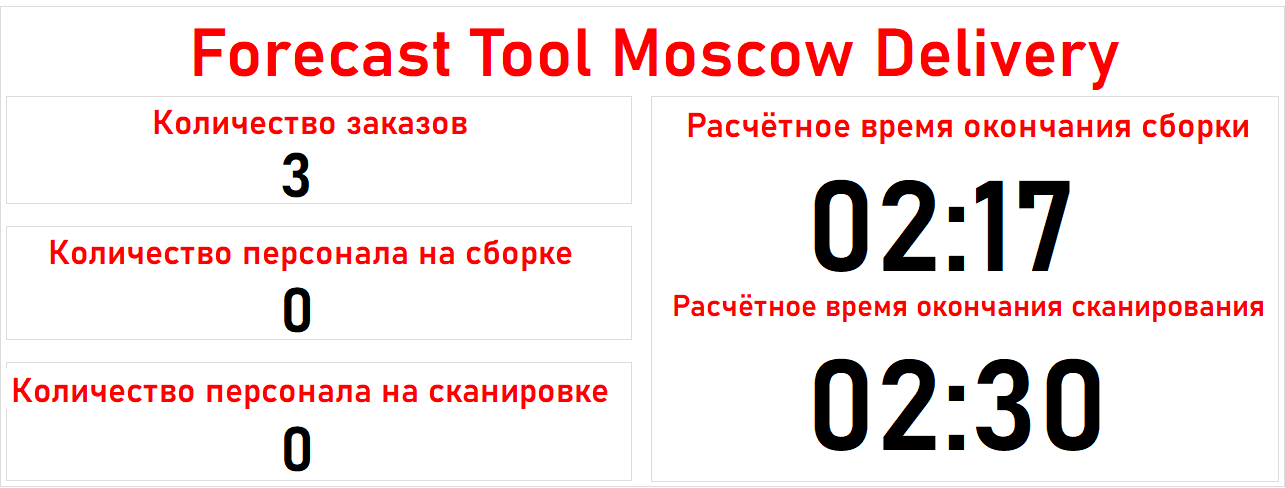 Forecast Tool Moscow Delivery
Количество заказов
3
Количество персонала на сборке
0
Количество персонала на сканировке
0
Расчётное время окончания сборки
02:17
Расчётное время окончания сканирования
02:30